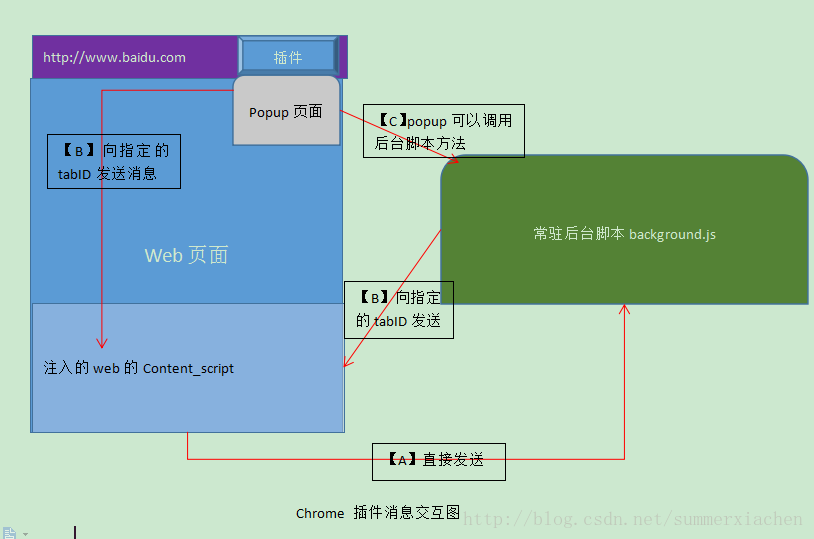 http://www.baidu.com
插件
Popup 页面
【C】popup 可以调用
后台脚本方法
【B】向指定的
tabID 发送消息
常驻后台脚本 background.js
Web 页面
【B】向指定
的 tabID 发送
注入的 web 的 Content_script
【A】直接发送
Chrome 插件消息交互图
http://blog.csdn.net/summerxiachen